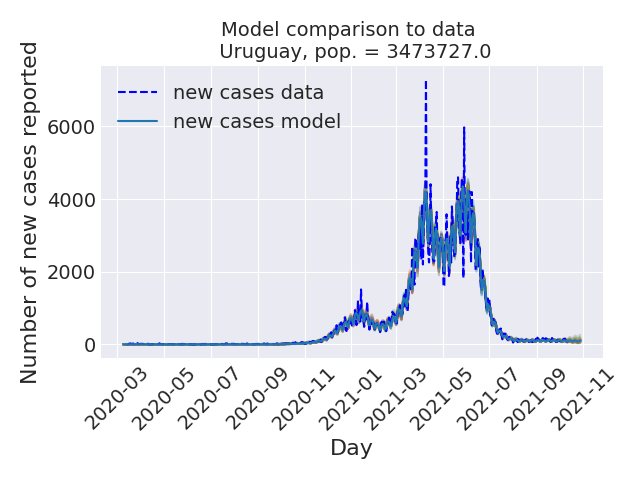 Model comparison to data
Uruguay, pop. = 3473727.0
Number of new cases reported
6000
4000
2000
0
new cases data
new cases model
2020-03
2020-05
2020-07
2020-09
2020-11
2021-01
2021-03
2021-05
2021-07
2021-09
2021-11
Day